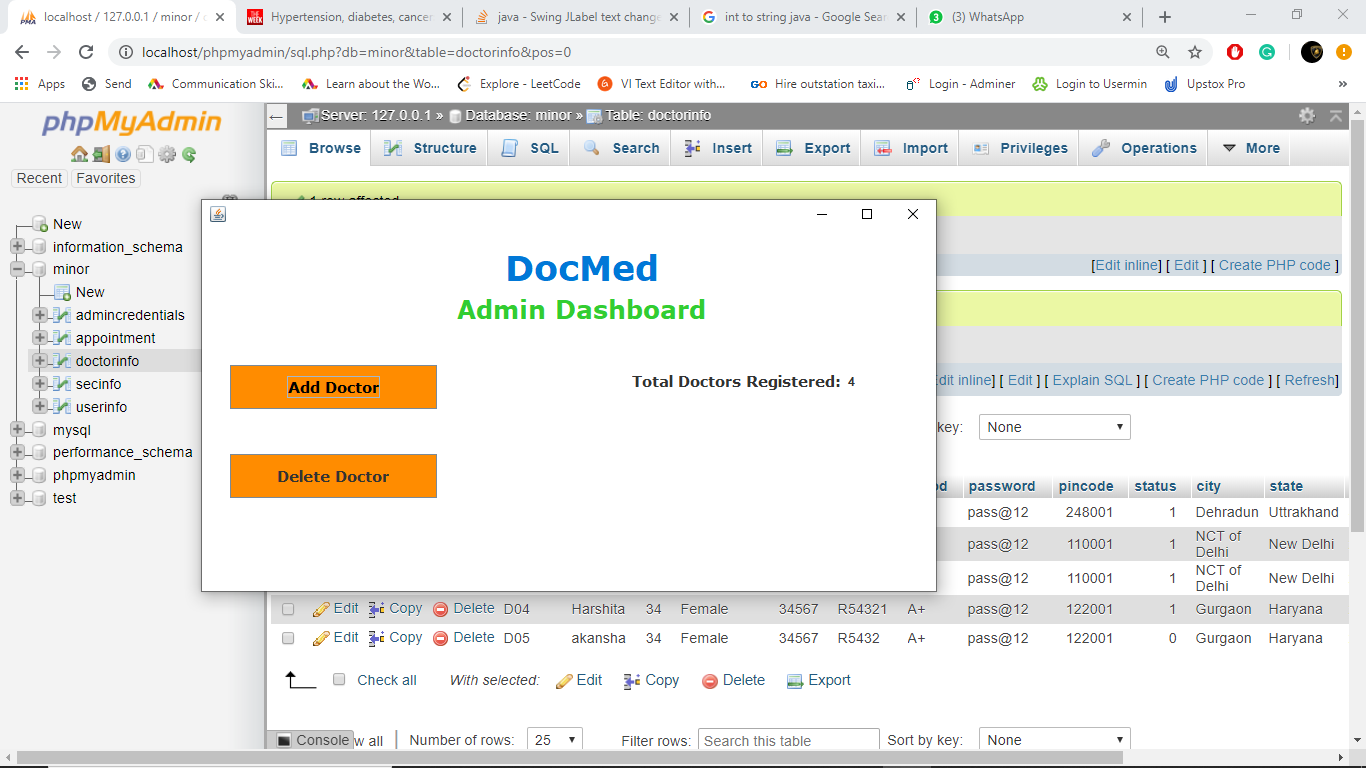 localhost / 127.0.0.1 / minor / d
Hypertension, diabetes, cancer
java - Swing JLabel text change
int to string java - Google Sear
(3) WhatsApp
localhost/phpmyadmin/sql.php?db=minor&table=doctorinfo&pos=0
Apps Send Communication Ski... Learn about the Wo... Explore - LeetCode VI Text Editor with... Hire outstation taxi... Login - Adminer Login to Usermin Upstox Pro »
phpMyAdmin
Recent Favorites
New
information_schema
minor
New
admincredentials
appointment
doctorinfo
secinfo
userinfo
mysql
performance_schema
phpmyadmin
test
Server: 127.0.0.1 » Database: minor » Table: doctorinfo
Browse Structure SQL Search Insert Export Import Privileges Operations More
1 row affected
[Edit inline] [ Edit ] [ Create PHP code ]
DocMed
Admin Dashboard
Add Doctor
Total Doctors Registered: 4
Delete Doctor
dit inline] [ Edit ] [ Explain SQL ] [ Create PHP code ] [ Refresh]
key: None
password pincode status city state
pass@12 248001 1 Dehradun Uttrakhand
pass@12 110001 1 NCT of Delhi New Delhi
pass@12 110001 1 NCT of Delhi New Delhi
Edit Copy Delete D04 Harshita 34 Female 34567 R54321 A+ pass@12 122001 1 Gurgaon Haryana
Edit Copy Delete D05 akansha 34 Female 34567 R5432 A+ pass@12 122001 0 Gurgaon Haryana
Check all With selected: Edit Copy Delete Export
Console w all Number of rows: 25 Filter rows: Search this table Sort by key: None